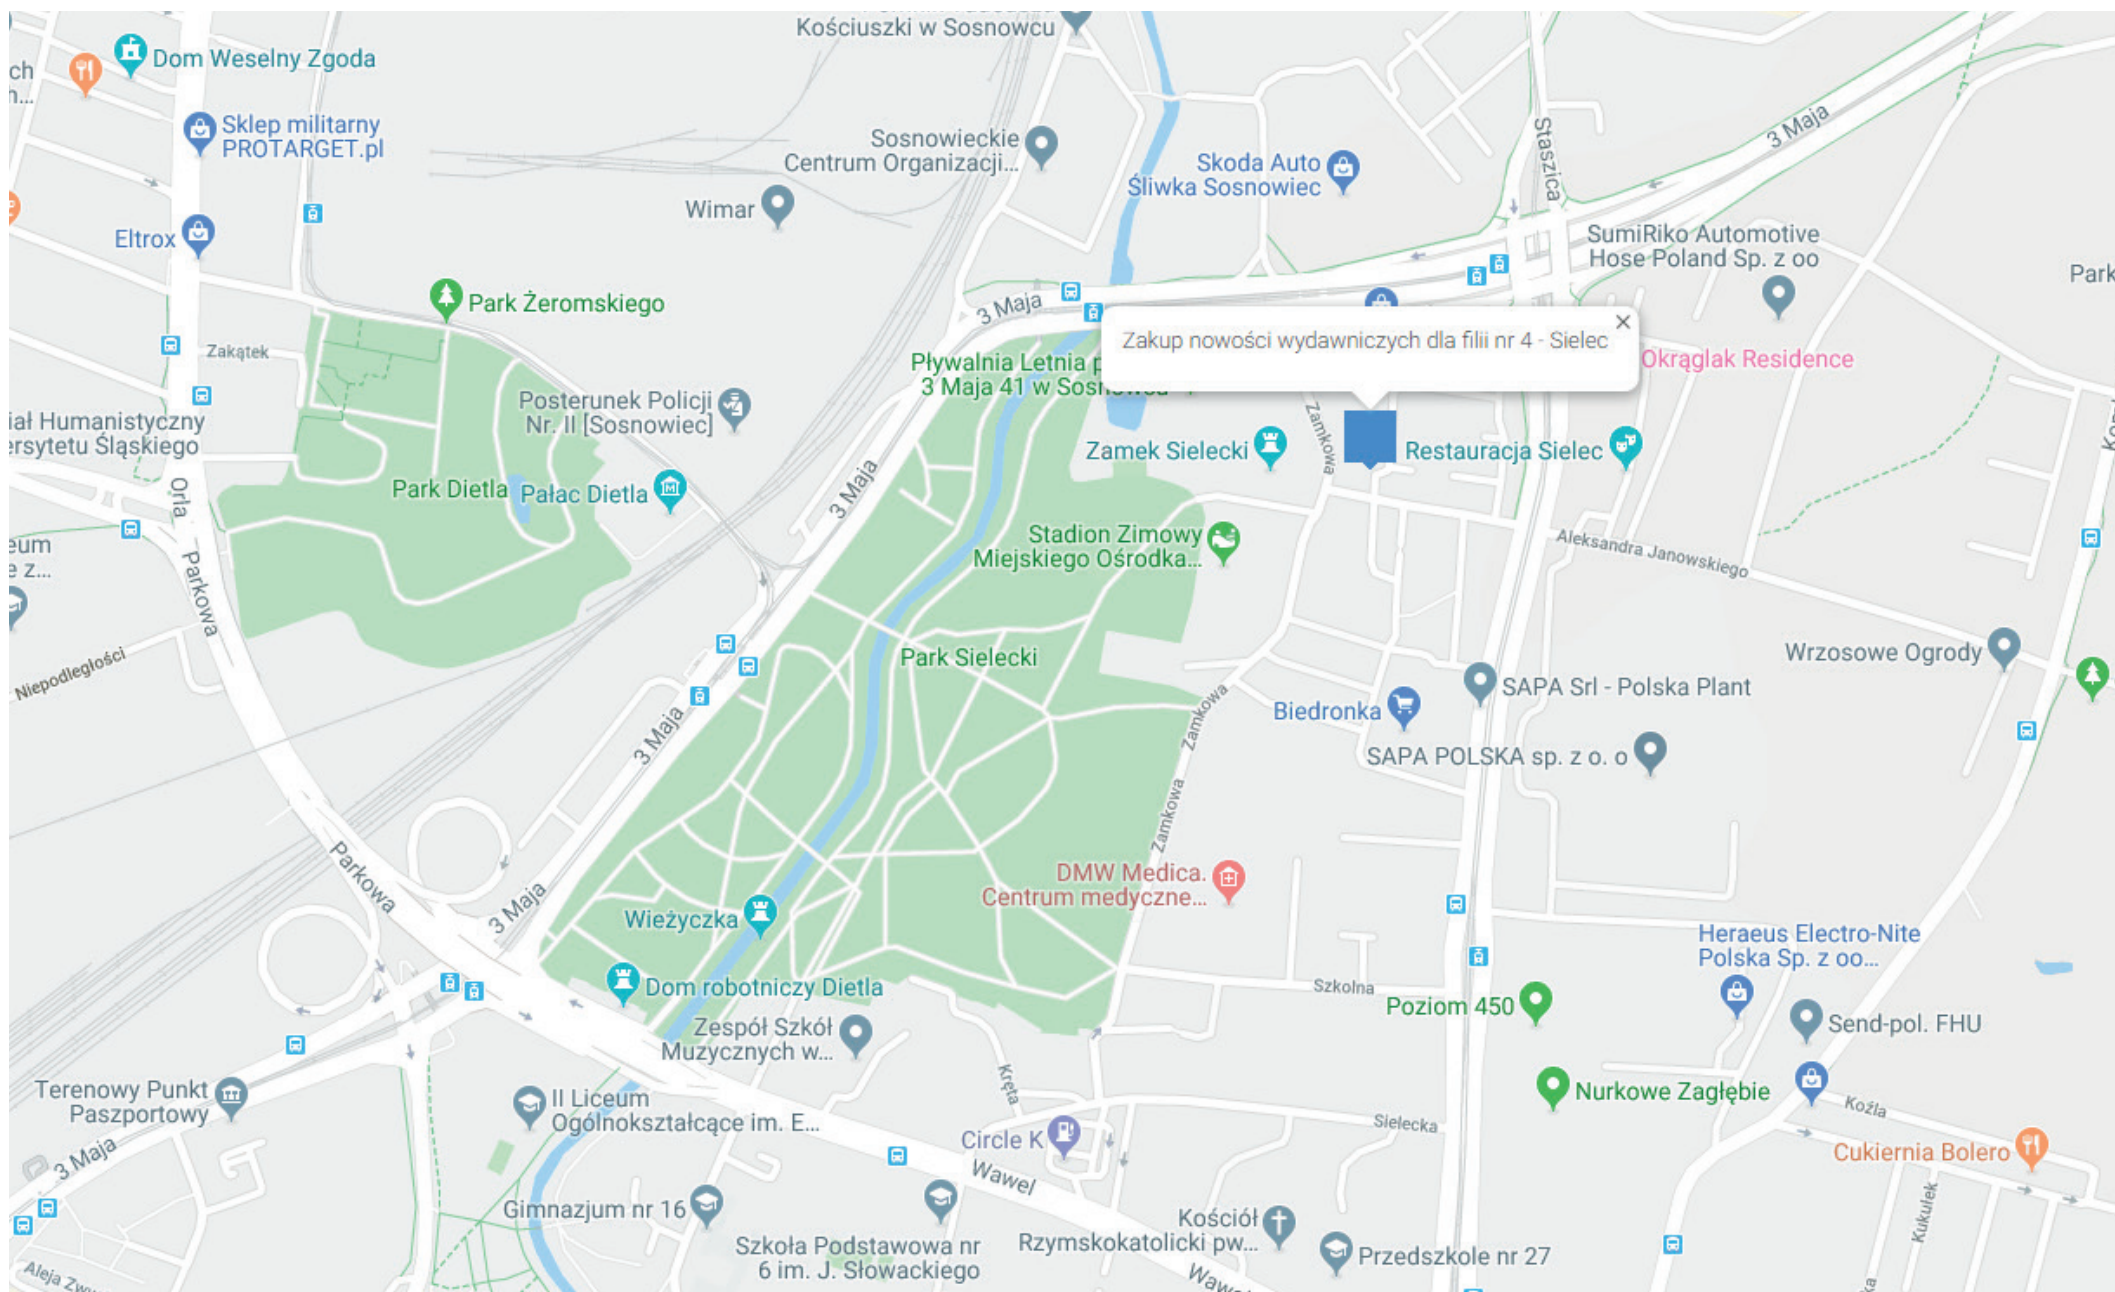 Kościuszki w Sosnowcu
Dom Weselny Zgoda
ch
Sklep militarny
PROTARGET.pl
Sosnowieckie
Centrum Organizacji...
Wimar
Skoda Auto
Śliwka Sosnowiec
Staszica
3 Maja
Eltrox
SumiRiko Automotive
Hose Poland Sp. z oo
Park
Park Żeromskiego
3 Maja
Zakup nowości wydawniczych dla filii nr 4 - Sielec
×
Zakątek
Pływalnia Letnia p
3 Maja 41 w Sosnowcu
Okrąglak Residence
Posterunek Policji
Nr. II [Sosnowiec]
iał Humanistyczny
ersytetu Śląskiego
Zamkowa
Zamek Sielecki
Restauracja Sielec
Orla
Park Dietla
Pałac Dietla
3 Maja
Stadion Zimowy
Miejskiego Ośrodka...
Aleksandra Janowskiego
eum
e z...
Parkowa
Niepodległości
Park Sielecki
Wrzosowe Ogrody
SAPA Srl - Polska Plant
Biedronka
Zamkowa
3 Maja
SAPA POLSKA sp. z o. o
Zamkowa
Parkowa
DMW Medica.
Centrum medyczne...
3 Maja
Wieżyczka
Heraeus Electro-Nite
Polska Sp. z oo...
Dom robotniczy Dietla
Szkolna
Poziom 450
Zespół Szkół
Muzycznych w...
Send-pol. FHU
Terenowy Punkt
Paszportowy
II Liceum
Ogólnokształcące im. E...
Kręta
Nurkowe Zagłębie
Koźla
Sielecka
Circle K
Cukiernia Bolero
3 Maja
Wawel
Gimnazjum nr 16
Kukułek
Kościół
Rzymskokatolicki pw...
Szkoła Podstawowa nr
6 im. J. Słowackiego
Przedszkole nr 27
Aleja Zw
Wawel